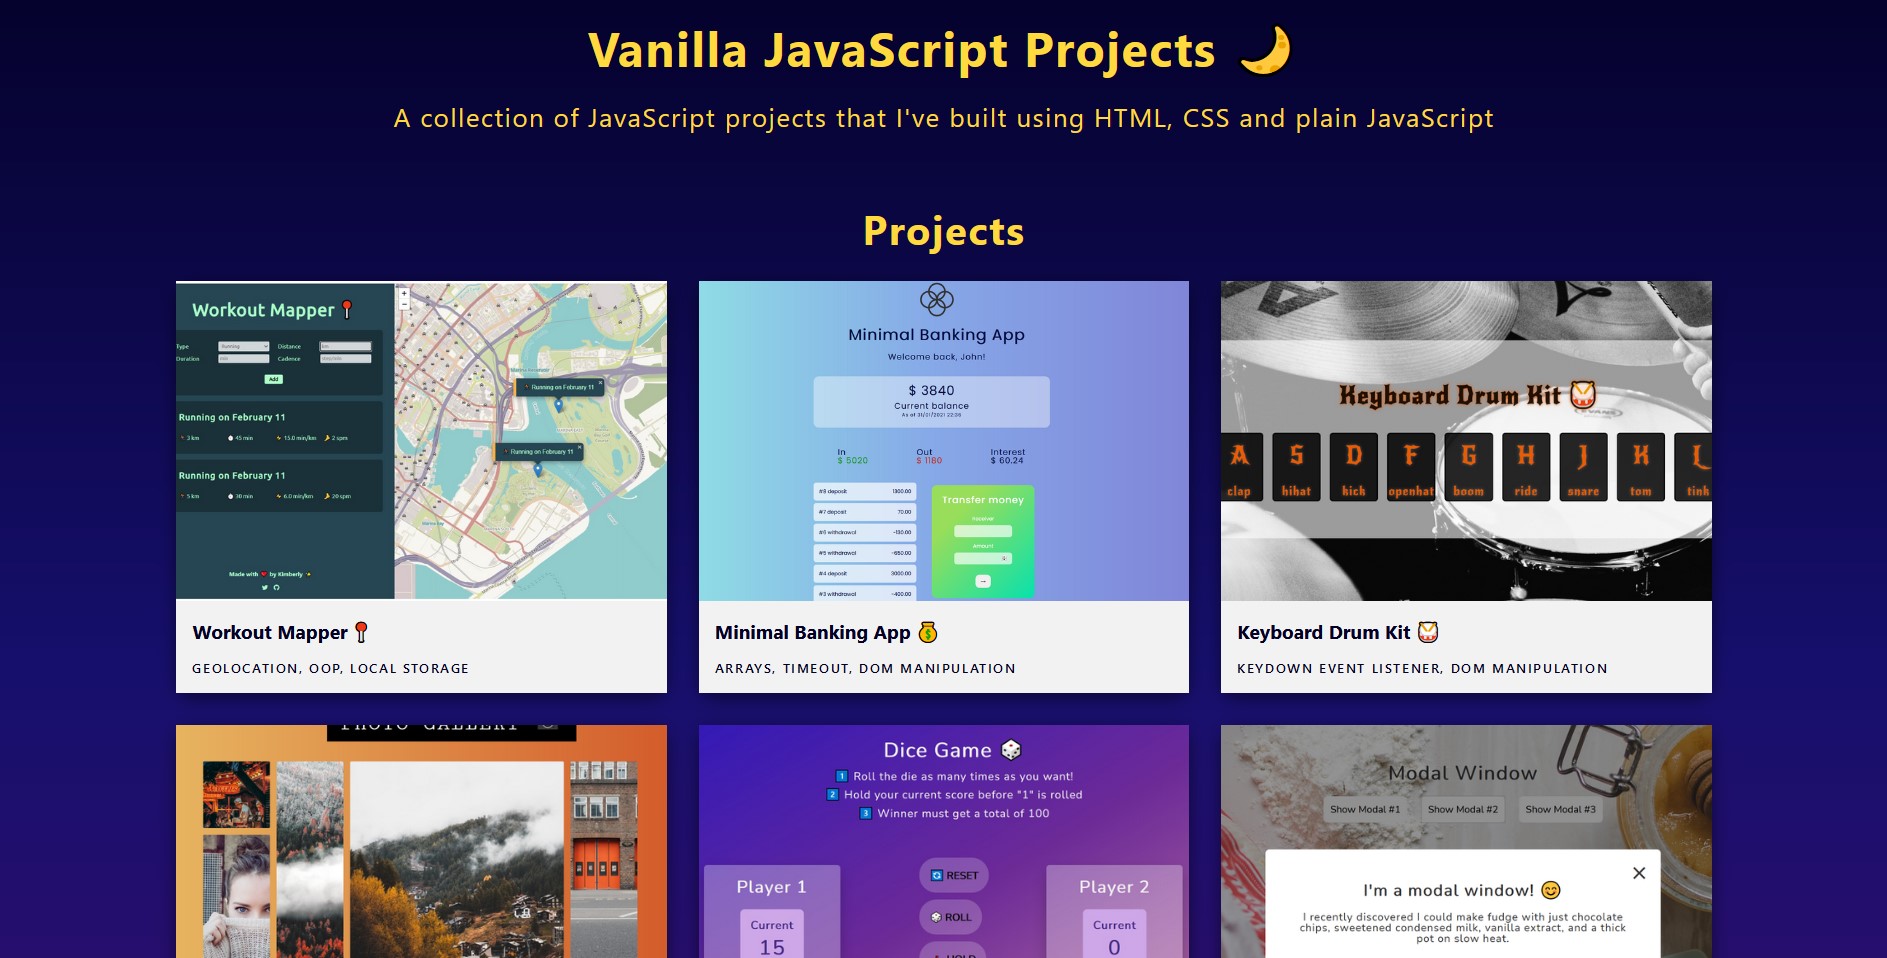 Vanilla JavaScript Projects 🌙
A collection of JavaScript projects that I've built using HTML, CSS and plain JavaScript
Projects
Workout Mapper 📍
+
−
Type
Running
Distance
km
Duration
min
Cadence
step/min
Add
Running on February 11
3 km
45 min
15.0 min/km
2 spm
Running on February 11
5 km
30 min
6.0 min/km
20 spm
Made with ❤️ by Kimberly
Running on February 11
Running on February 11
Workout Mapper 📍
GEOLOCATION, OOP, LOCAL STORAGE
Minimal Banking App
Welcome back, John!
$ 3840
Current balance
As of 31/01/2021 22:06
In
$ 5020
Out
$ 1180
Interest
$ 60.24
#8 deposit 1300.00
#7 deposit 70.00
#6 withdrawal -130.00
#5 withdrawal -650.00
#4 deposit 3000.00
#3 withdrawal -400.00
Transfer money
Receiver
Amount
→
Minimal Banking App 💰
ARRAYS, TIMEOUT, DOM MANIPULATION
Keyboard Drum Kit 🥁
A S D F G H J K L
clap hihat kick openhat boom ride snare tom tink
Keyboard Drum Kit 🥁
KEYDOWN EVENT LISTENER, DOM MANIPULATION
PHOTO GALLERY
Dice Game 🎲
1 Roll the die as many times as you want!
2 Hold your current score before "1" is rolled
3 Winner must get a total of 100
Player 1
Current
15
RESET
ROLL
HOLD
Player 2
Current
0
Modal Window
Show Modal #1
Show Modal #2
Show Modal #3
I'm a modal window! 😊
I recently discovered I could make fudge with just chocolate
chips, sweetened condensed milk, vanilla extract, and a thick
pot on slow heat.